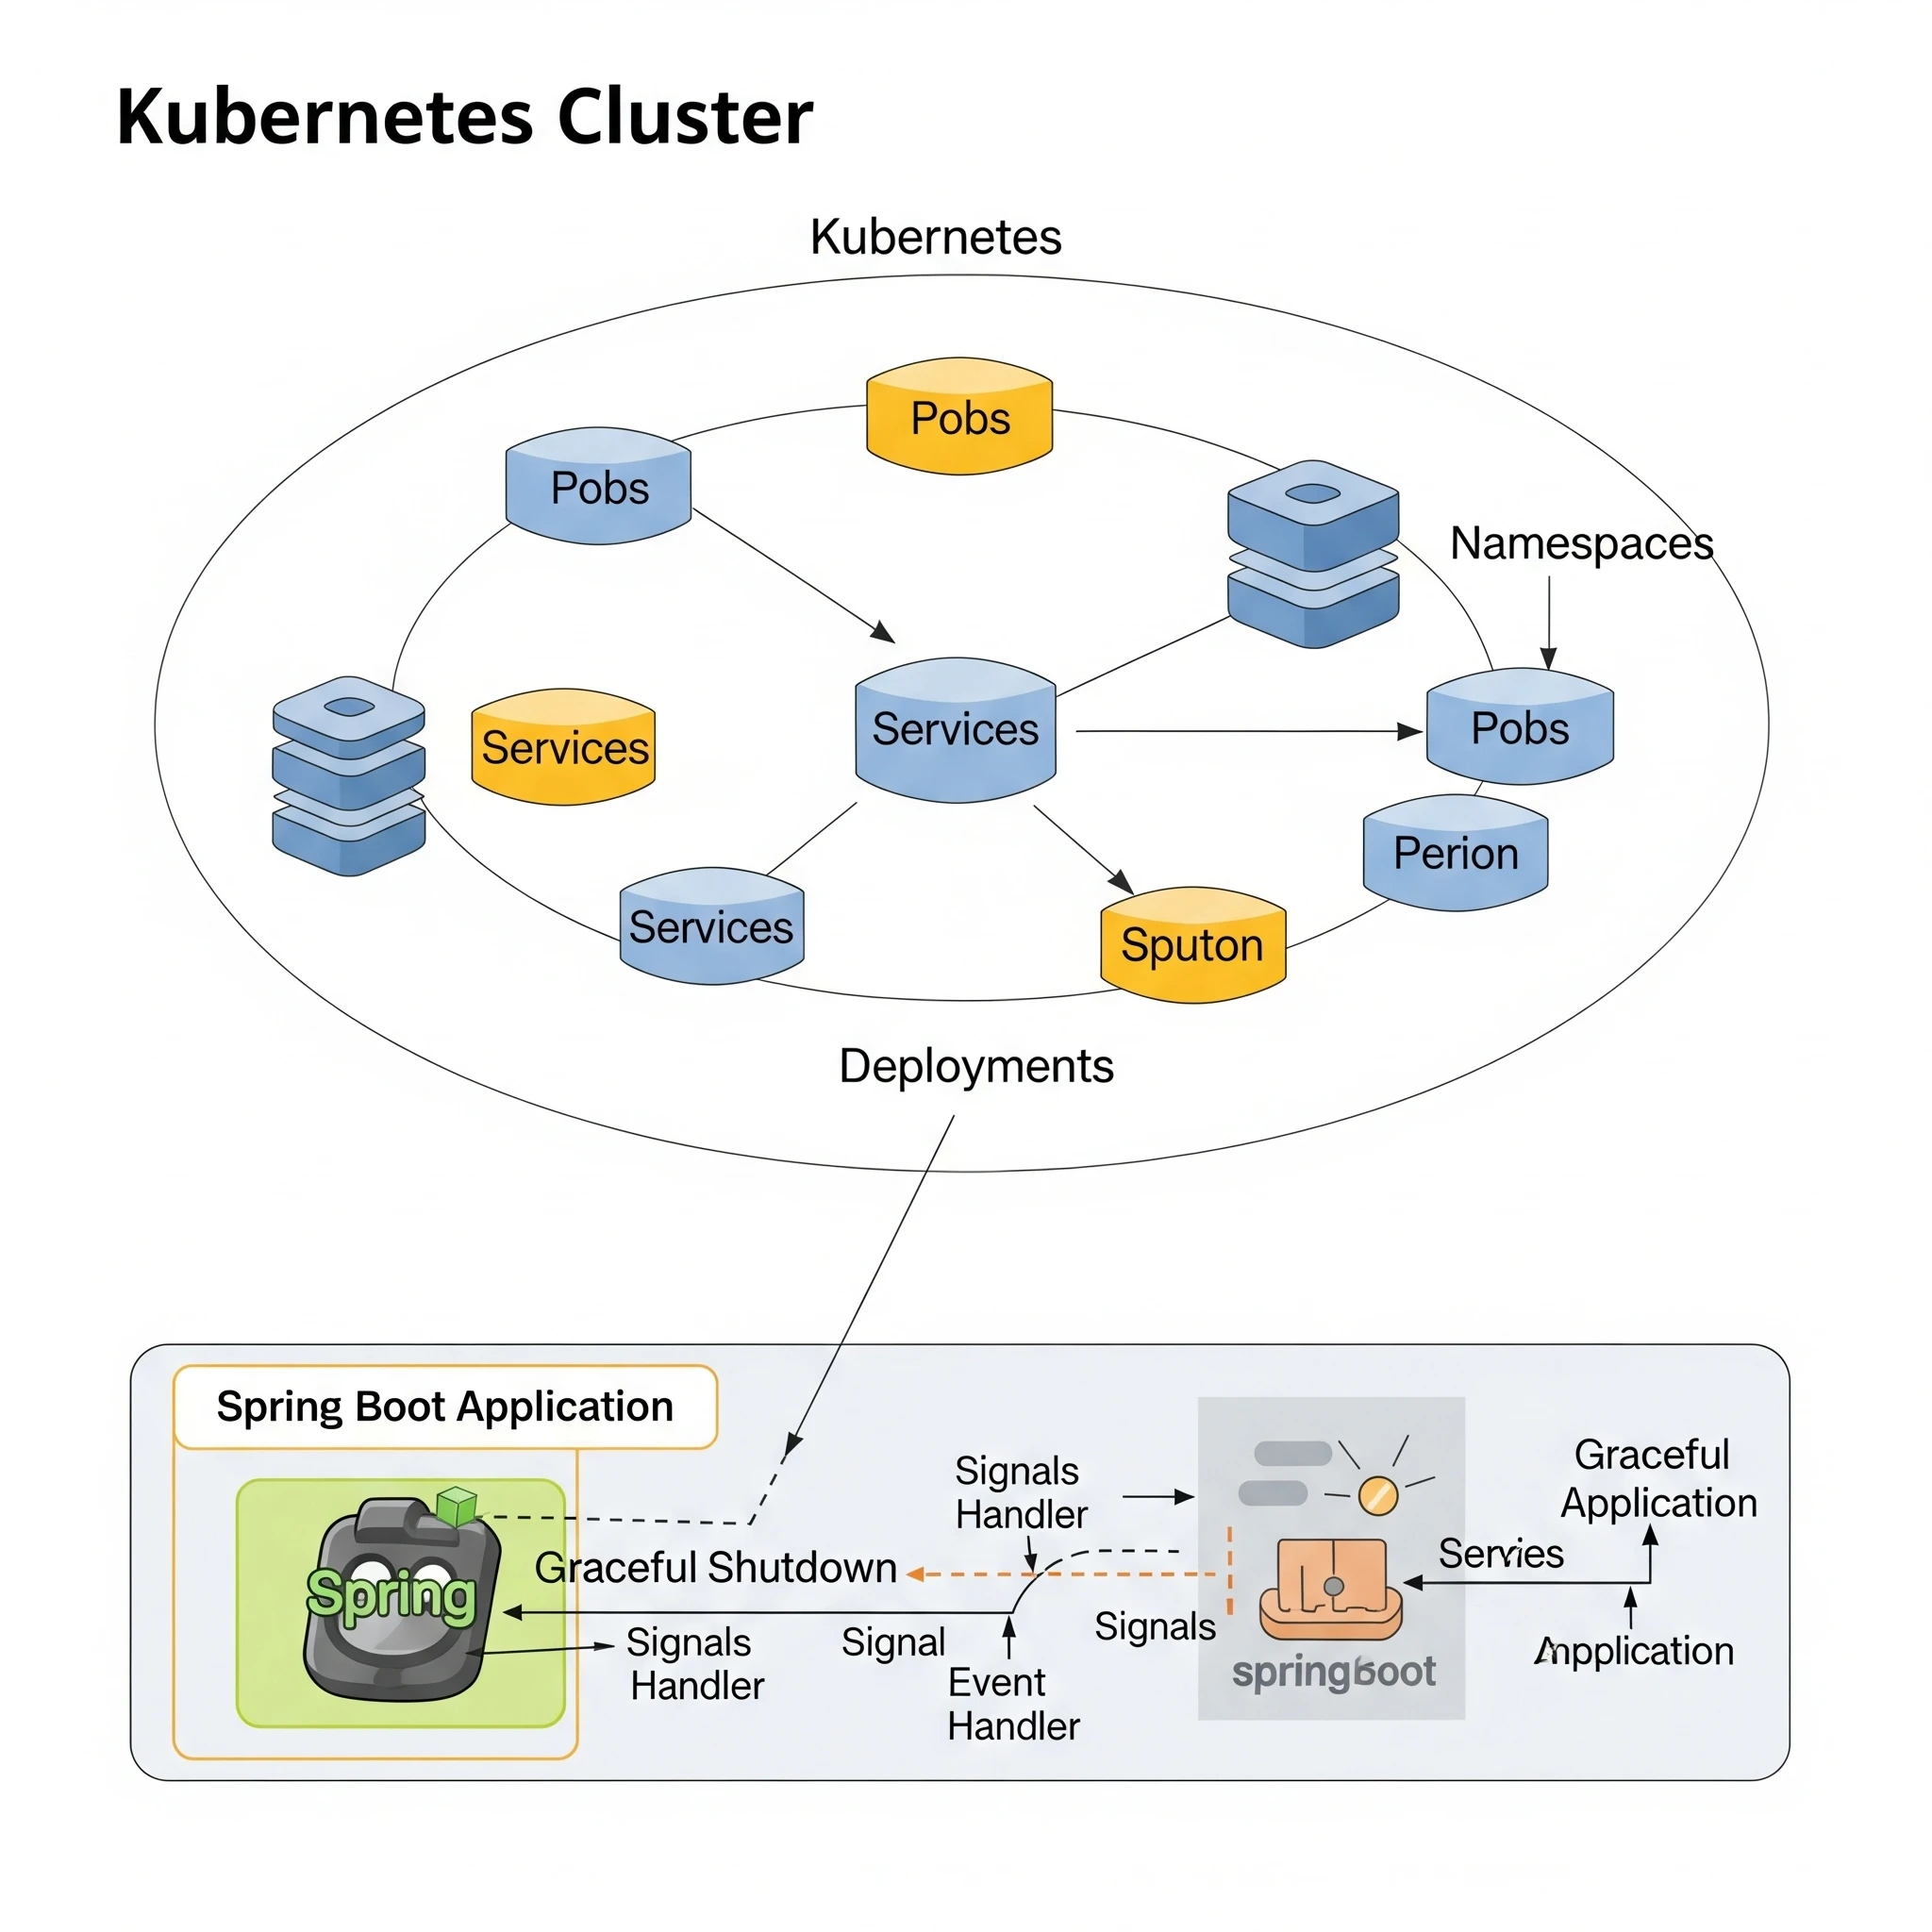 Kubernetes Cluster
Kubernetes
Pobs
Pobs
Namespaces
Services
Services
Pobs
Perion
Services
Sputon
Deployments
Spring Boot Application
Spring
Graceful Shutdown
Signals
Handler
Signals
Handler
Signal
Event
Handler
Signals
springboot
Graceful
Application
Servies
Anpplication